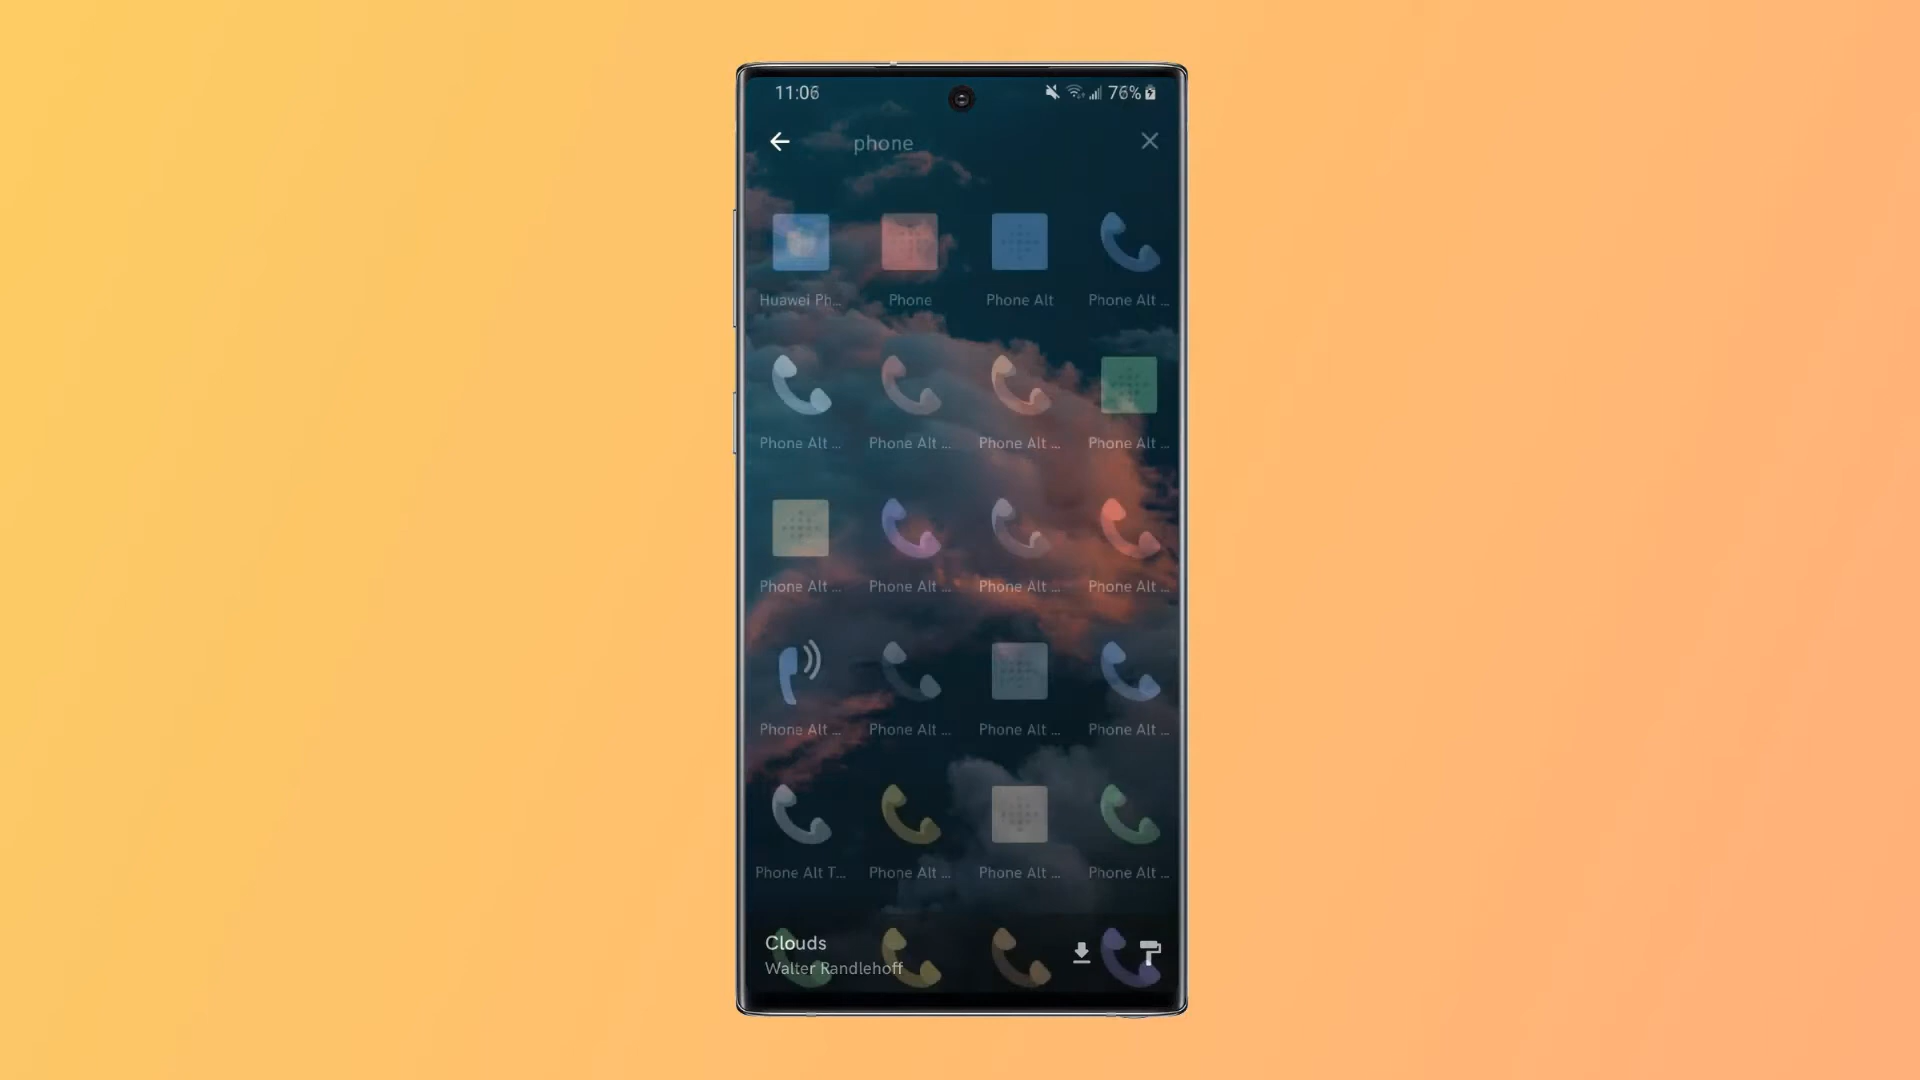 11:06 76%
phone
Huawei Ph... Phone Phone Alt Phone Alt ...
Phone Alt ... Phone Alt ... Phone Alt ... Phone Alt ...
Phone Alt ... Phone Alt ... Phone Alt ... Phone Alt ...
Phone Alt ... Phone Alt ... Phone Alt ... Phone Alt ...
Phone Alt T... Phone Alt ... Phone Alt ... Phone Alt ...
Clouds
Walter Randlehoff